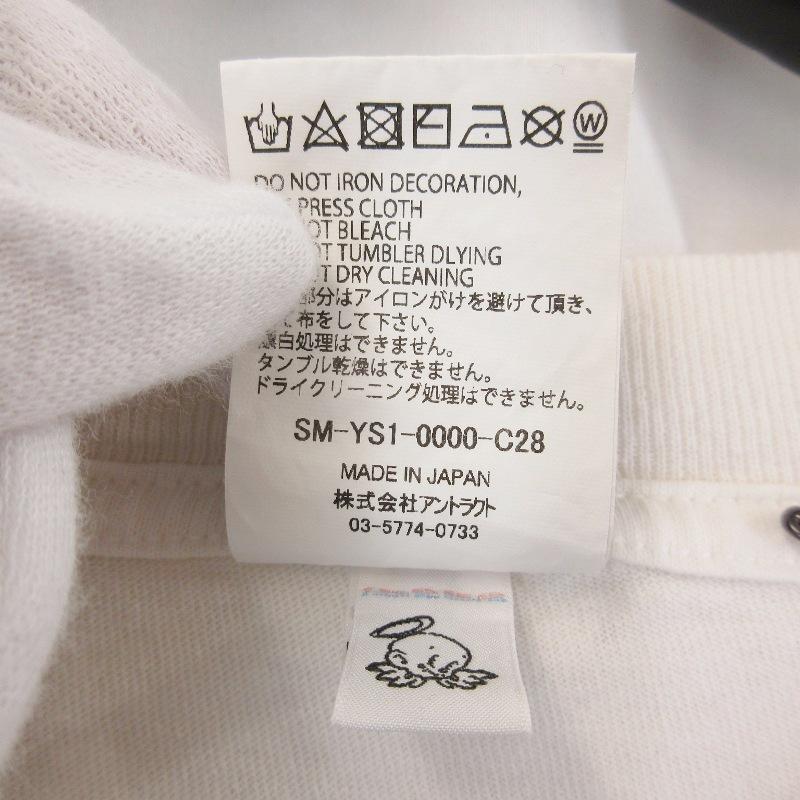 W
DO NOT IRON DECORATION,
PRESS CLOTH
BLEACH
TUMBLER DLYING
DRY CLEANING
部分はアイロンがけを避けて頂き、
布をして下さい。
漂白処理はできません。
タンブル乾燥はできません。
ドライクリーニング処理はできません。
SM-YS1-0000-C28
MADE IN JAPAN
株式会社アントラクト
03-5774-0733